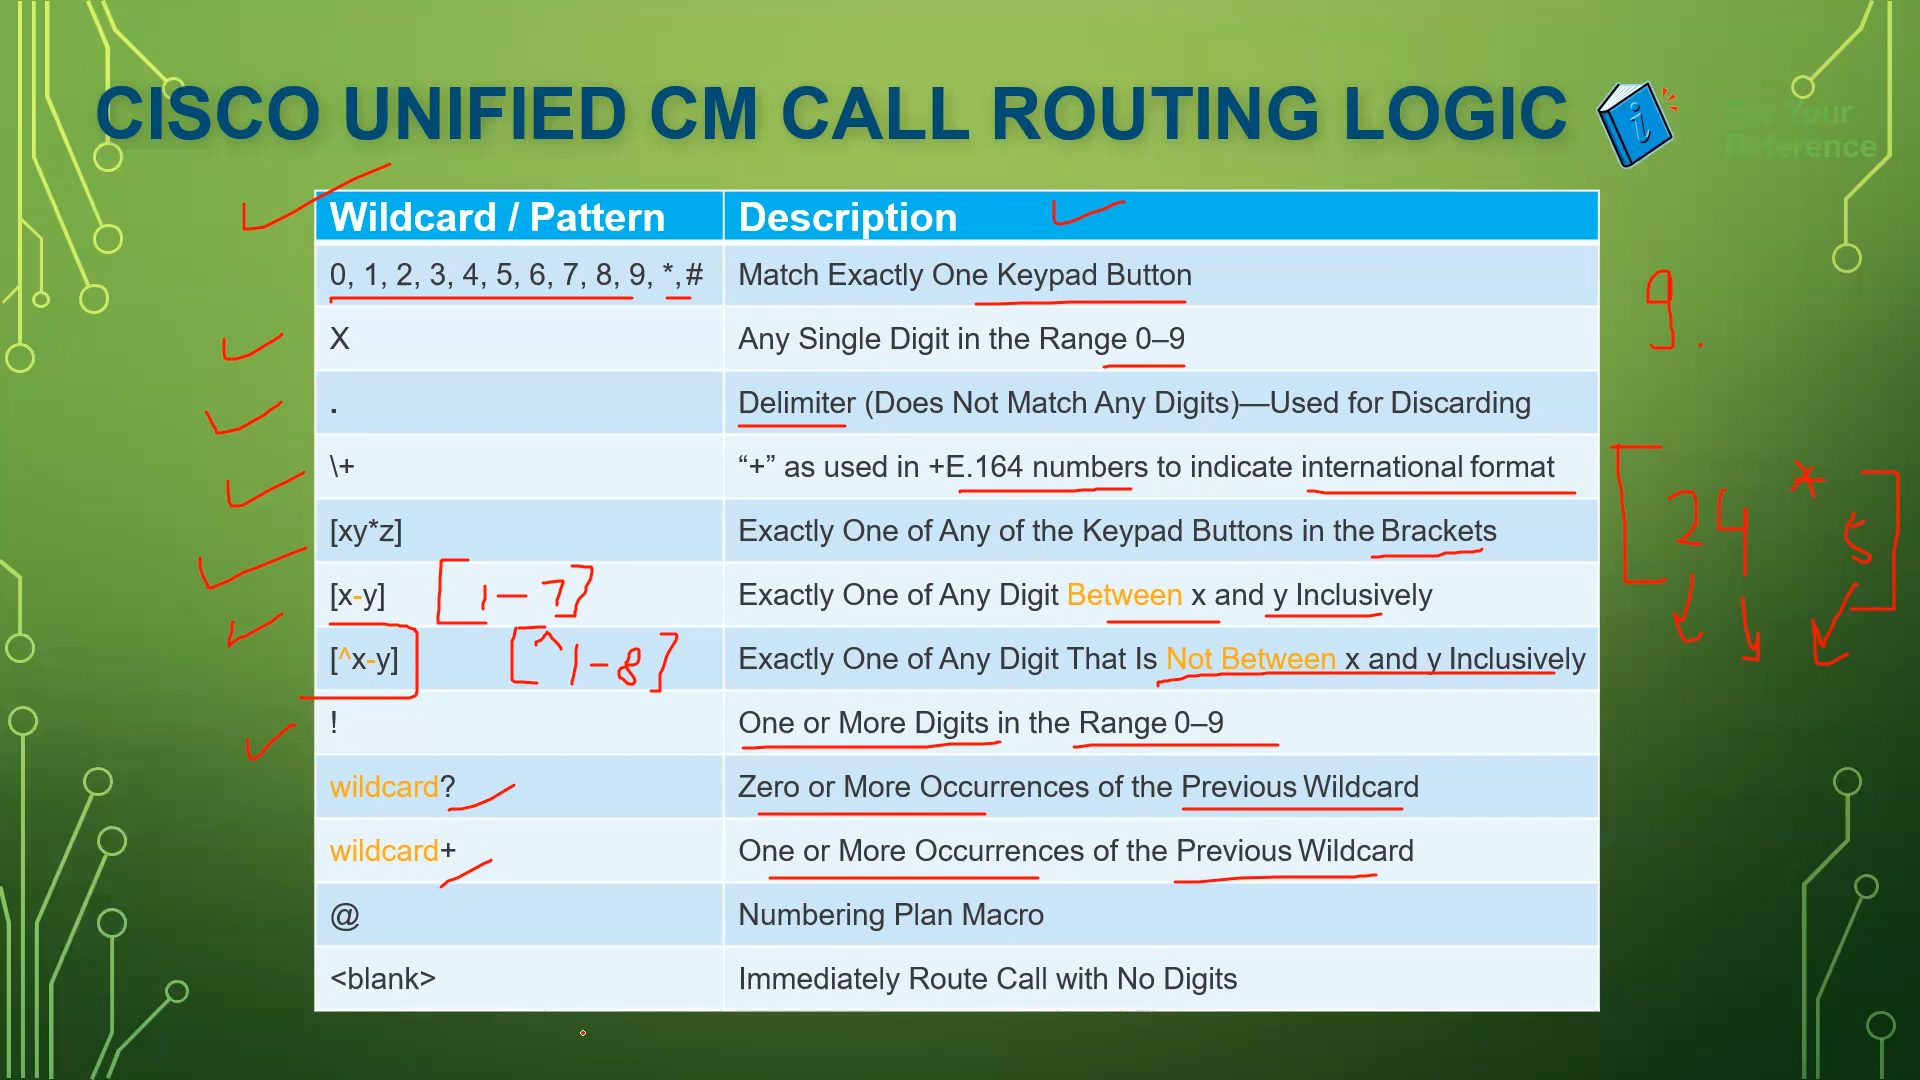 CISCO UNIFIED CM CALL ROUTING LOGIC
For Your
Reference
Wildcard / Pattern Description
0, 1, 2, 3, 4, 5, 6, 7, 8, 9, *,# Match Exactly One Keypad Button
9.
X Any Single Digit in the Range 0–9
. Delimiter (Does Not Match Any Digits)—Used for Discarding
\+ “+” as used in +E.164 numbers to indicate international format
[xy*z] Exactly One of Any of the Keypad Buttons in the Brackets
[24*5]
[x-y] [1-7] Exactly One of Any Digit Between x and y Inclusively
[^x-y] [^1-8] Exactly One of Any Digit That Is Not Between x and y Inclusively
! One or More Digits in the Range 0–9
wildcard? Zero or More Occurrences of the Previous Wildcard
wildcard+ One or More Occurrences of the Previous Wildcard
@ Numbering Plan Macro
<blank> Immediately Route Call with No Digits